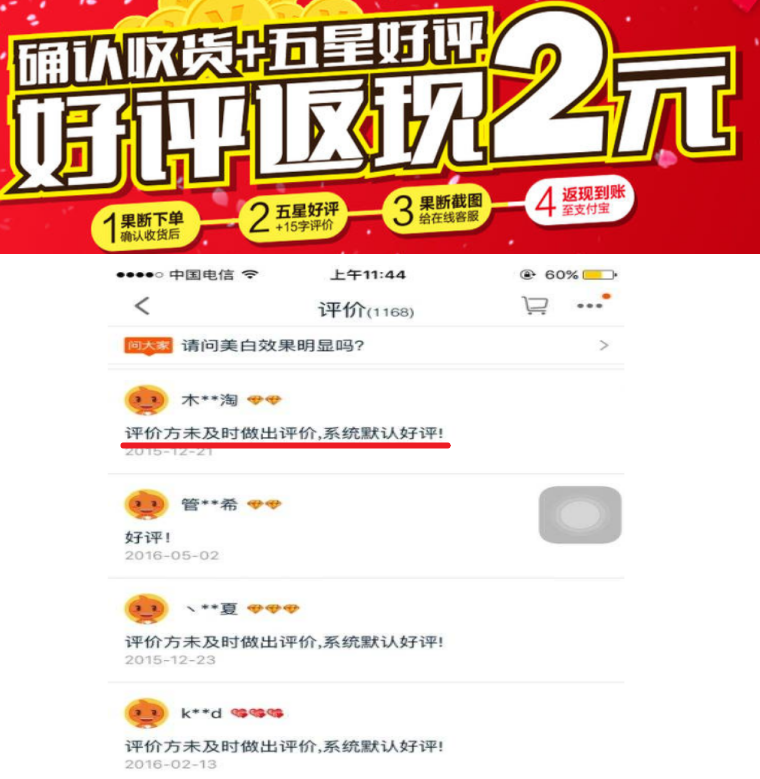 确认收货+五星好评
好评返现2元
1 果断下单
确认收货后
2 五星好评
+15字评价
3 果断截图
给在线客服
4 返现到账
至支付宝
中国电信 上午11:44 60%
评价(1168)
问大家 请问美白效果明显吗?
木**淘
评价方未及时做出评价,系统默认好评!
2015-12-21
管**希
好评!
2016-05-02
丶**夏
评价方未及时做出评价,系统默认好评!
2015-12-23
k**d
评价方未及时做出评价,系统默认好评!
2016-02-13